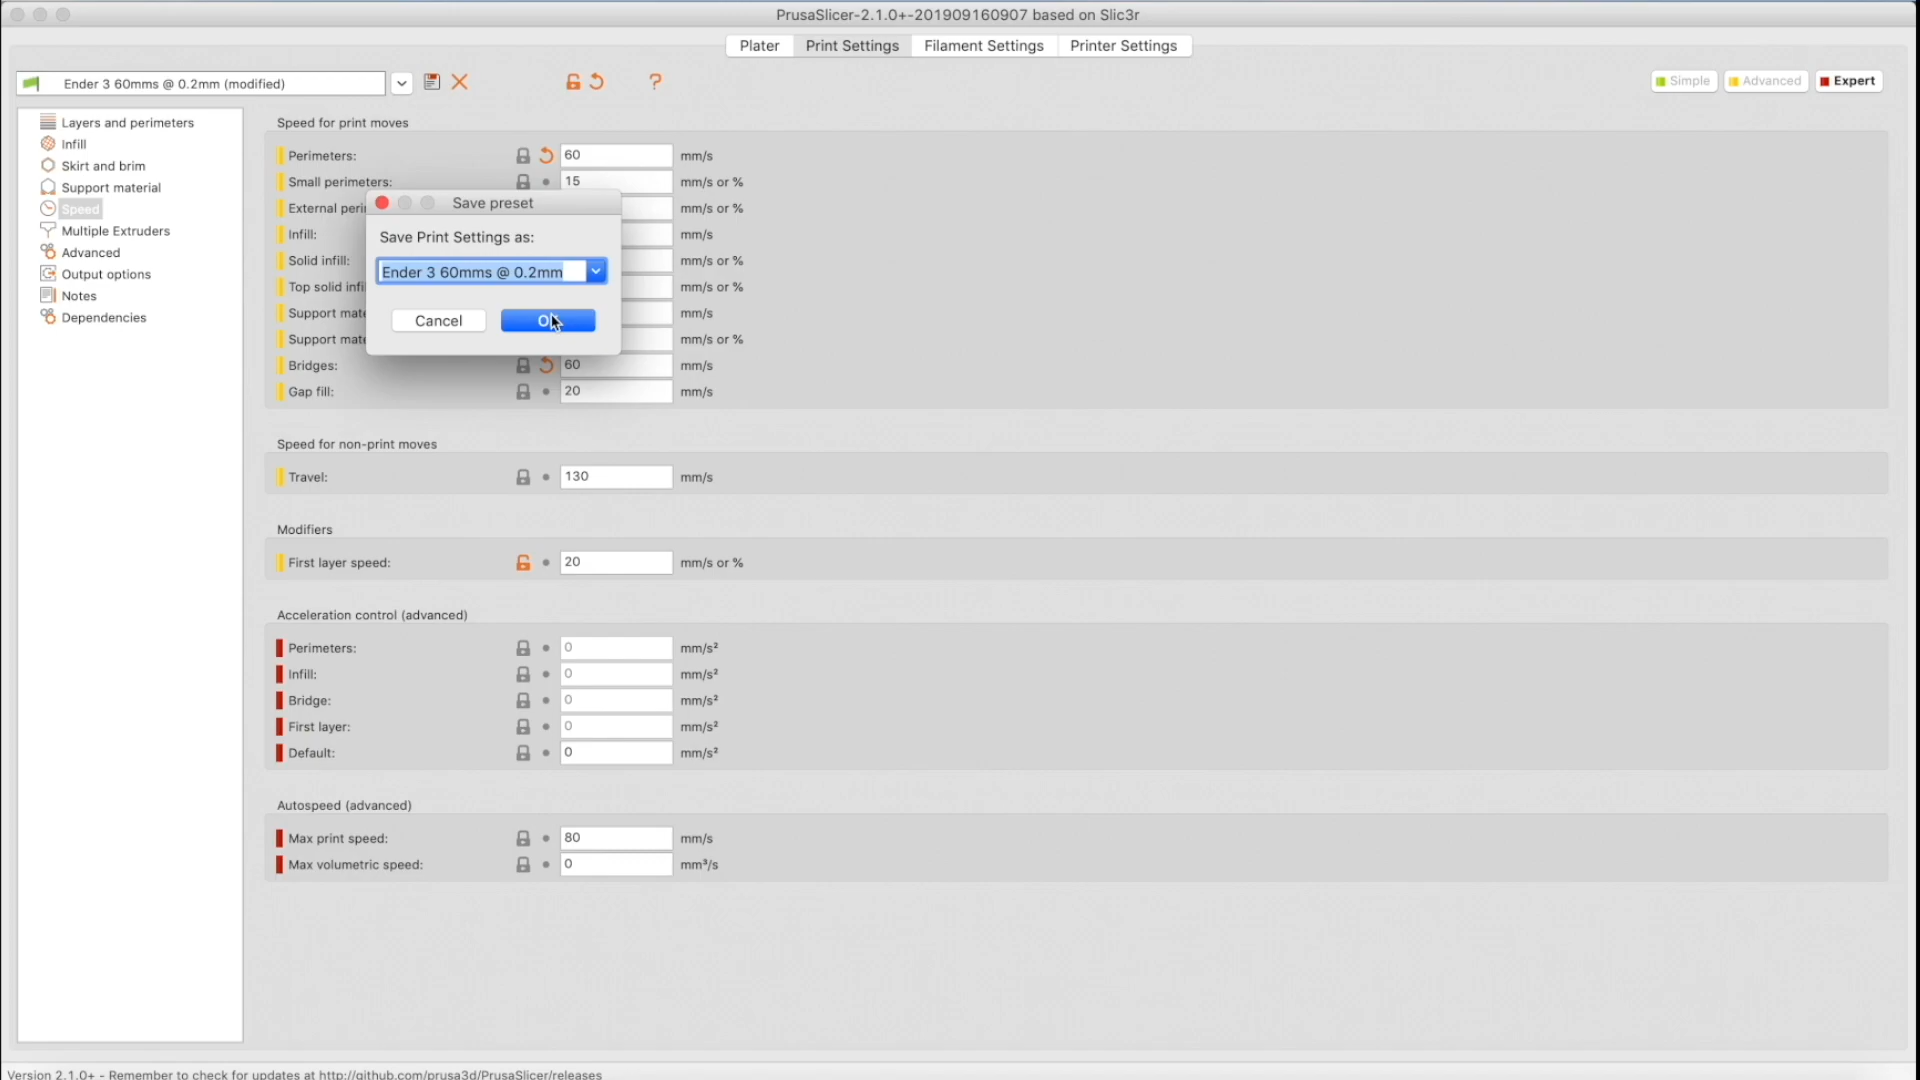 PrusaSlicer-2.1.0+-201909160907 based on Slic3r
Plater Print Settings Filament Settings Printer Settings
Ender 3 60mms @ 0.2mm (modified) ? Simple Advanced Expert
Layers and perimeters
Infill
Skirt and brim
Support material
Speed
Multiple Extruders
Advanced
Output options
Notes
Dependencies
Speed for print moves
Perimeters: 60 mm/s
Small perimeters: 15 mm/s or %
External mm/s or %
Infill: mm/s
Solid infill: mm/s or %
Top solid mm/s or %
Support mm/s
Support mm/s or %
Bridges: 60 mm/s
Gap fill: 20 mm/s
Save preset
Save Print Settings as:
Ender 3 60mms @ 0.2mm
Cancel
Speed for non-print moves
Travel: 130 mm/s
Modifiers
First layer speed: 20 mm/s or %
Acceleration control (advanced)
Perimeters: 0 mm/s²
Infill: 0 mm/s²
Bridge: 0 mm/s²
First layer: 0 mm/s²
Default: 0 mm/s²
Autospeed (advanced)
Max print speed: 80 mm/s
Max volumetric speed: 0 mm³/s
Version 2.1.0+ - Remember to check for updates at http://github.com/prusa3d/PrusaSlicer/releases